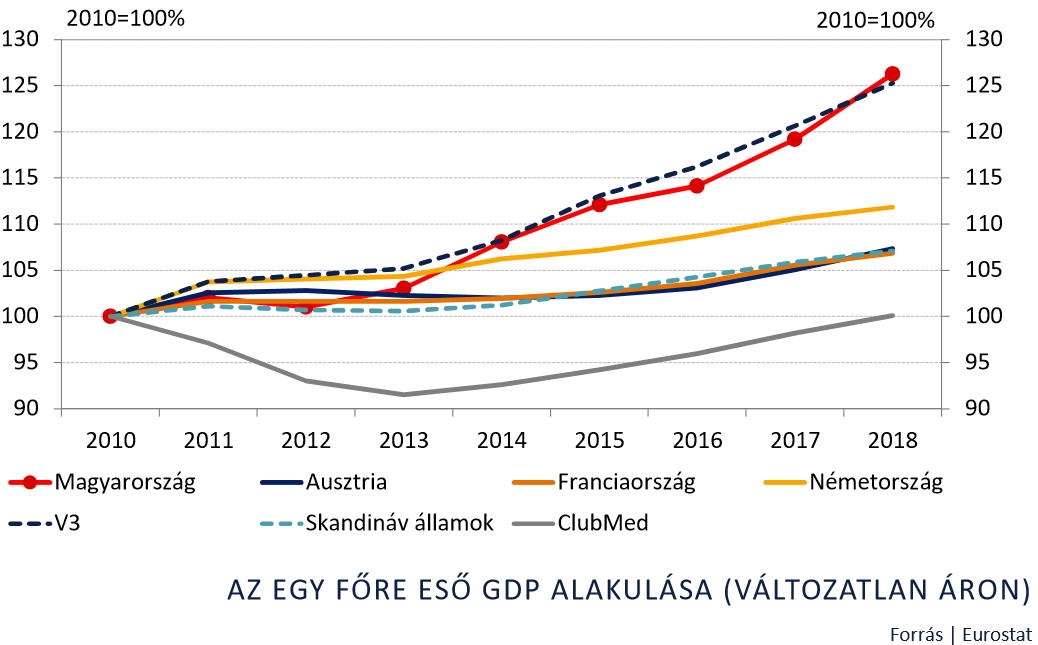 2010=100% 2010=100%
130 130
125 125
120 120
115 115
110 110
105 105
100 100
95 95
90 90
2010 2011 2012 2013 2014 2015 2016 2017 2018
Magyarország Ausztria Franciaország Németország
V3 Skandináv államok ClubMed
AZ EGY FŐRE ESŐ GDP ALAKULÁSA (VÁLTOZATLAN ÁRON)
Forrás | Eurostat